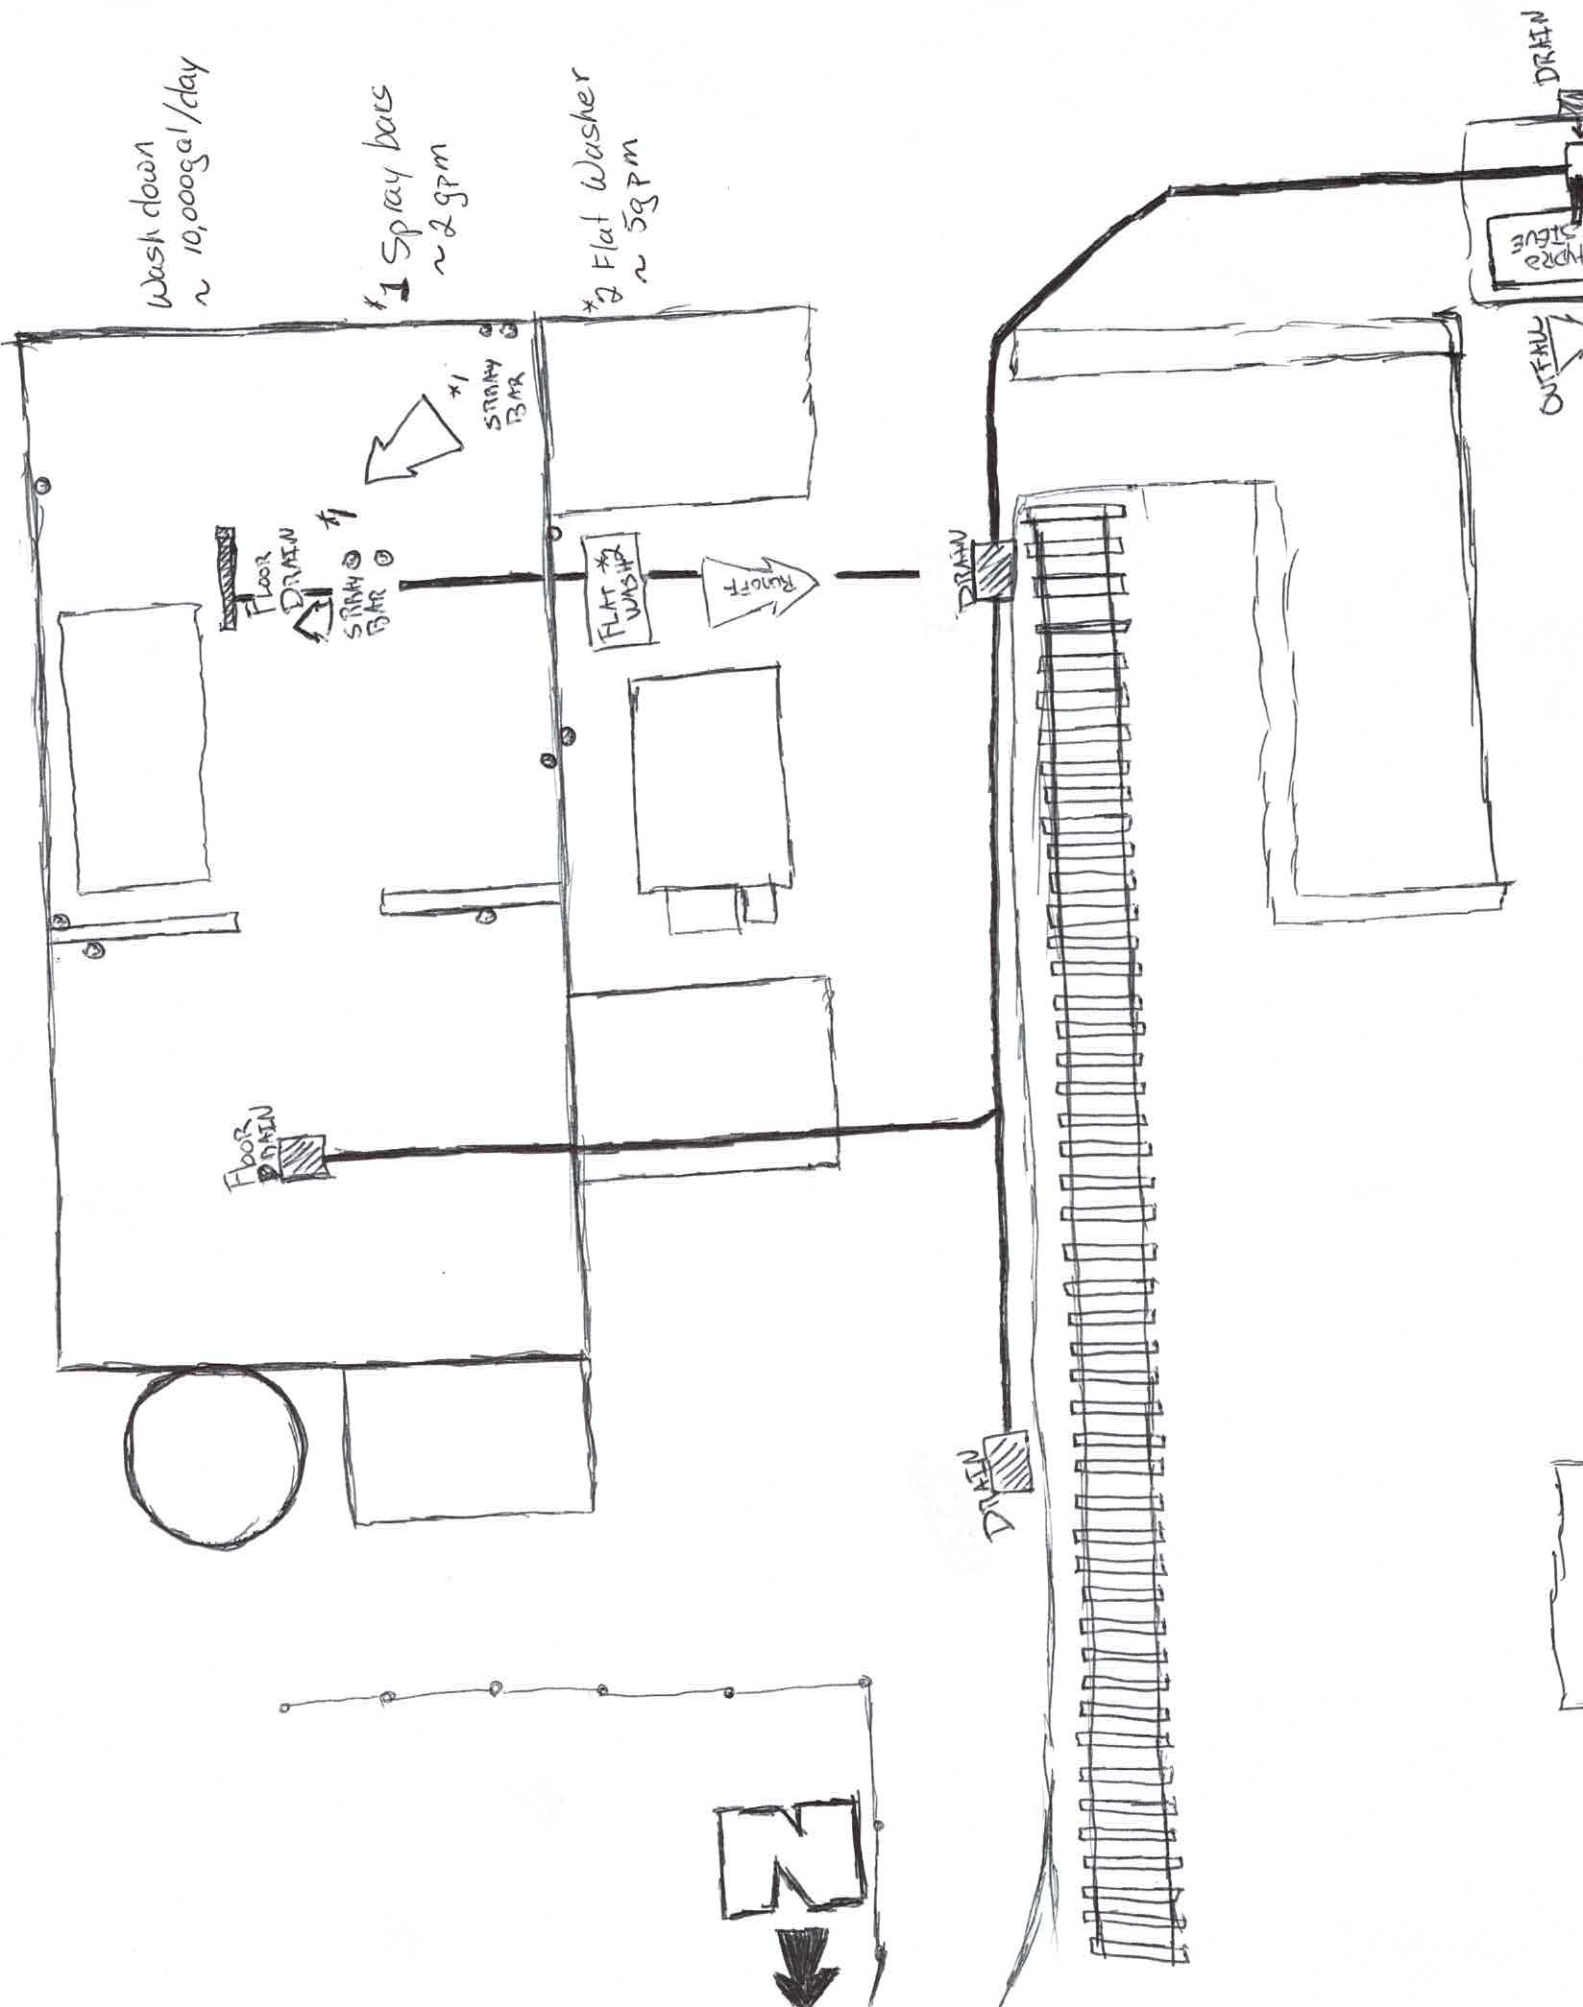 Wash down
~ 10,000gal/day
*1 Spray bars
~ 2 gpm
*2 Flat Washer
~ 5gpm
*1
SPRAY
BAR
FLOOR
DRAIN
*1
SPRAY
BAR
FLAT *2
WASH
RUNOFF
DRAIN
FlooR
DRAIN
DRAIN
DRAIN
HYDRO
SIEVE
OUTFALL
N